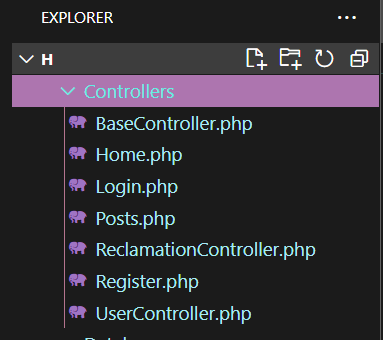 EXPLORER
H
Controllers
BaseController.php
Home.php
Login.php
Posts.php
ReclamationController.php
Register.php
UserController.php